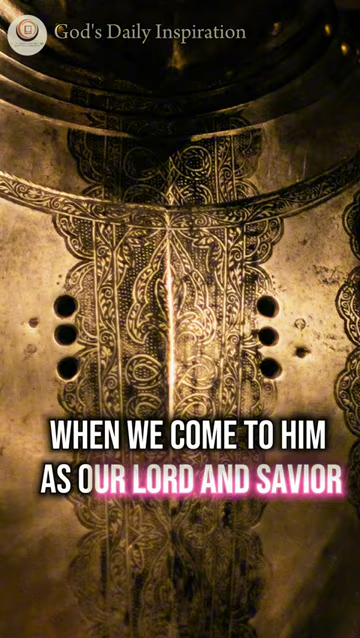 God's Daily Inspiration
WHEN WE COME TO HIM
AS OUR LORD AND SAVIOR